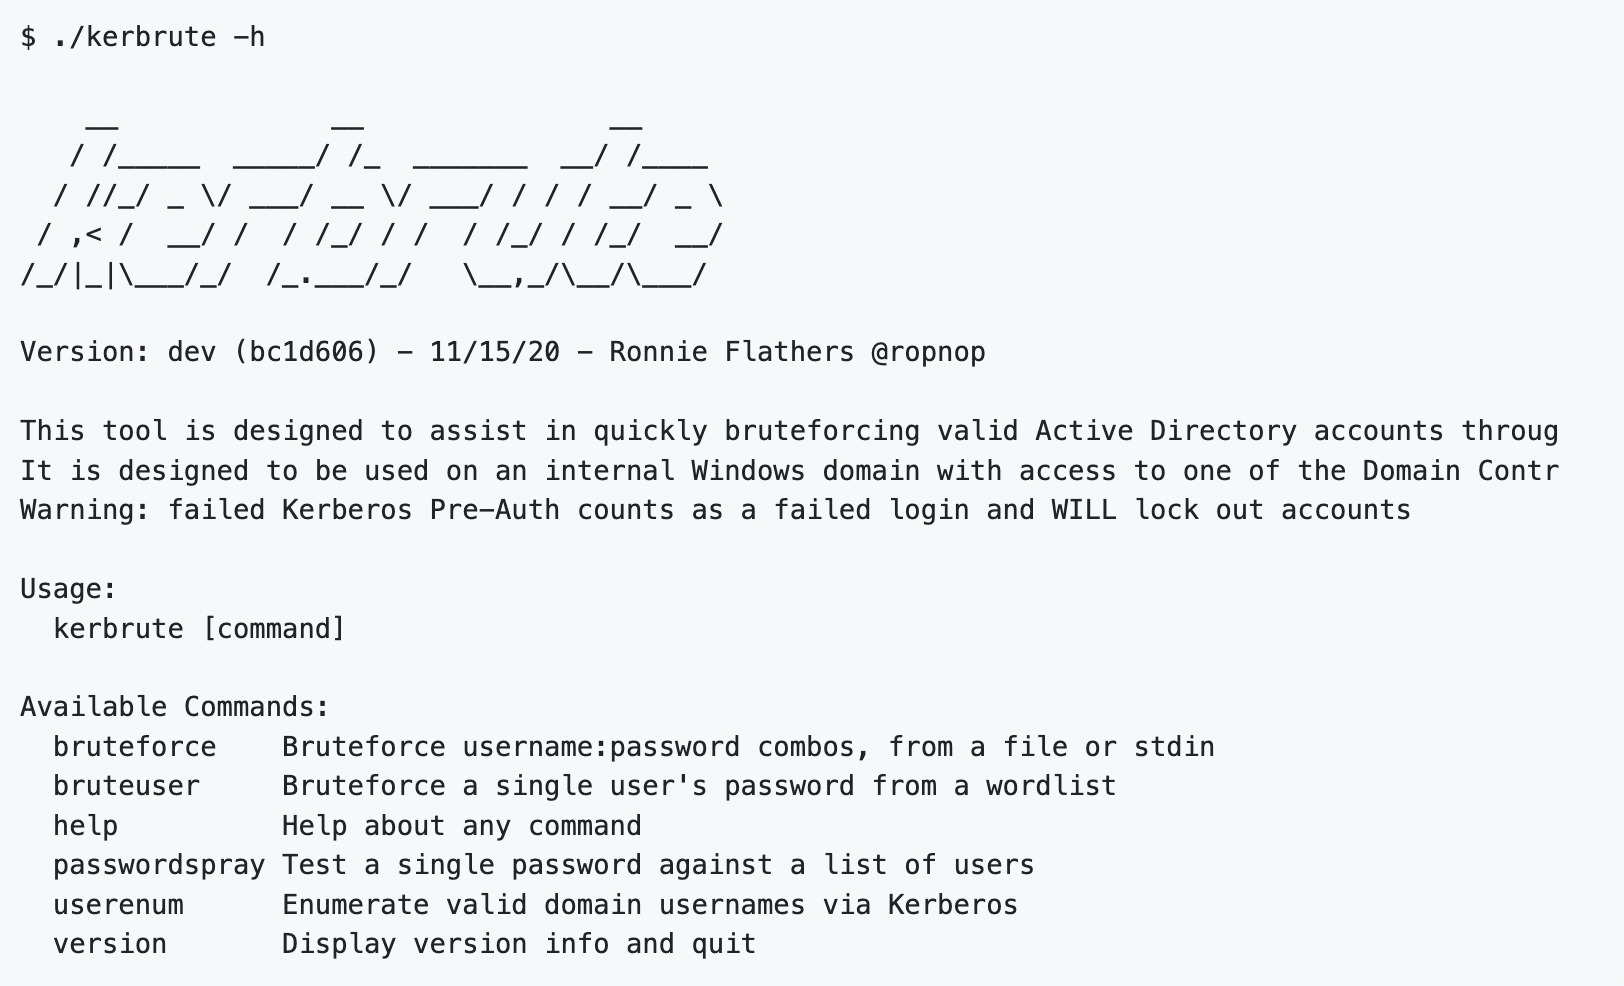 $ ./kerbrute -h
    __             __               __
   / /_____  _____/ /_  _______  __/ /____
  / //_/ _ \/ ___/ __ \/ ___/ / / / __/ _ \
 / ,< /  __/ /  / /_/ / /  / /_/ / /_/  __/
/_/|_|\___/_/  /_.___/_/   \__,_/\__/\___/
Version: dev (bc1d606) - 11/15/20 - Ronnie Flathers @ropnop
This tool is designed to assist in quickly bruteforcing valid Active Directory accounts throug
It is designed to be used on an internal Windows domain with access to one of the Domain Contr
Warning: failed Kerberos Pre-Auth counts as a failed login and WILL lock out accounts
Usage:
  kerbrute [command]
Available Commands:
  bruteforce    Bruteforce username:password combos, from a file or stdin
  bruteuser     Bruteforce a single user's password from a wordlist
  help          Help about any command
  passwordspray Test a single password against a list of users
  userenum      Enumerate valid domain usernames via Kerberos
  version       Display version info and quit